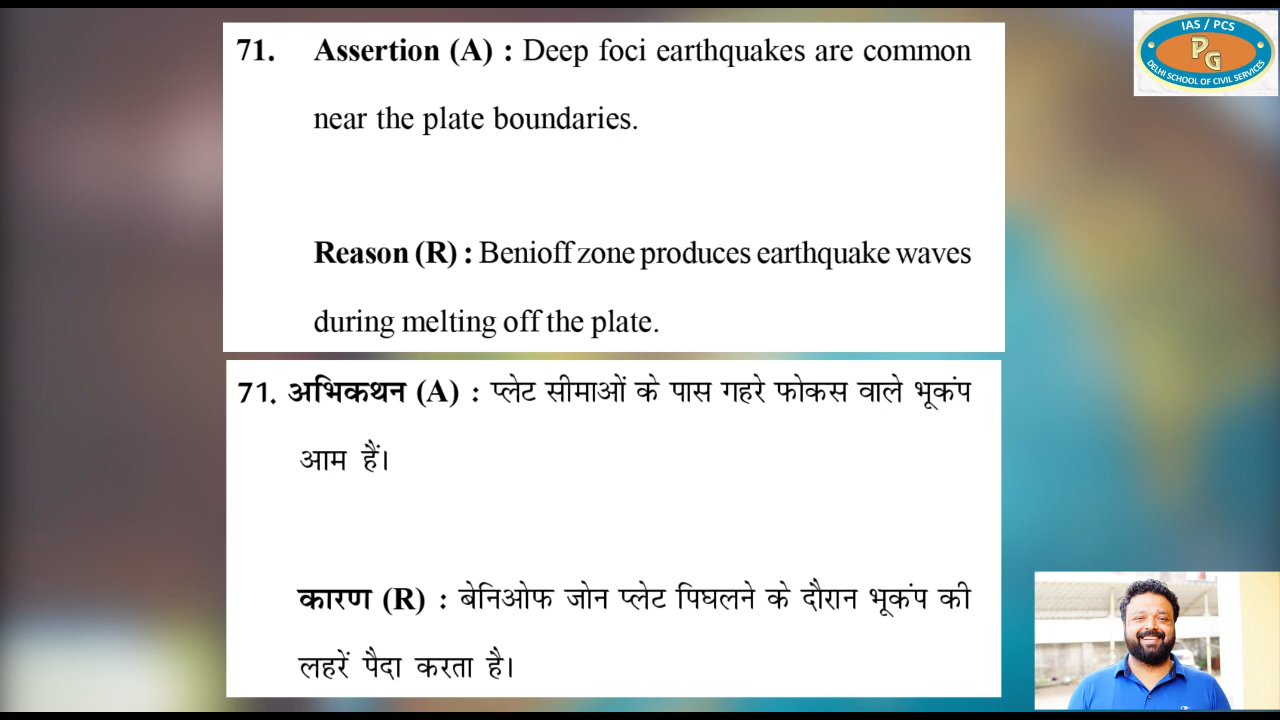 IAS / PCS
PG
DELHI SCHOOL OF CIVIL SERVICES
71. Assertion (A) : Deep foci earthquakes are common
near the plate boundaries.
Reason (R) : Benioff zone produces earthquake waves
during melting off the plate.
71. अभिकथन (A) : प्लेट सीमाओं के पास गहरे फोकस वाले भूकंप
आम हैं।
कारण (R) : बेनिओफ जोन प्लेट पिघलने के दौरान भूकंप की
लहरें पैदा करता है।